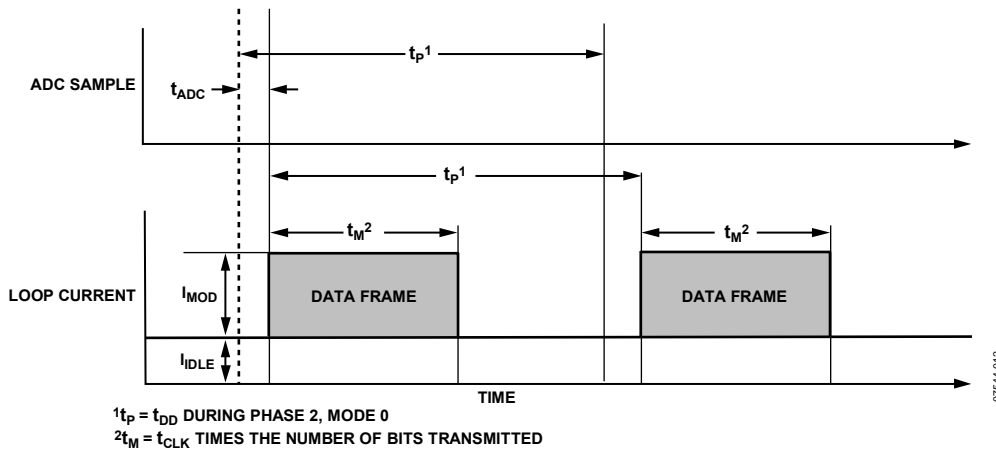 tP1
ADC SAMPLE
tADC
tP1
tM2
tM2
IMOD
LOOP CURRENT
DATA FRAME
DATA FRAME
IIDLE
TIME
1tP = tDD DURING PHASE 2, MODE 0
2tM = tCLK TIMES THE NUMBER OF BITS TRANSMITTED